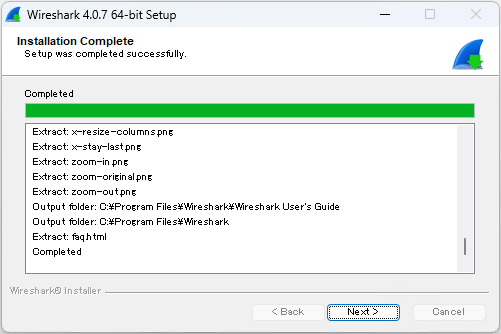 Wireshark 4.0.7 64-bit Setup
Installation Complete
Setup was completed successfully.
Completed
Extract: x-resize-columns.png
Extract: x-stay-last.png
Extract: zoom-in.png
Extract: zoom-original.png
Extract: zoom-out.png
Output folder: C:¥Program Files¥Wireshark¥Wireshark User's Guide
Output folder: C:¥Program Files¥Wireshark
Extract: faq.html
Completed
Wireshark® Installer
< Back
Next >
Cancel